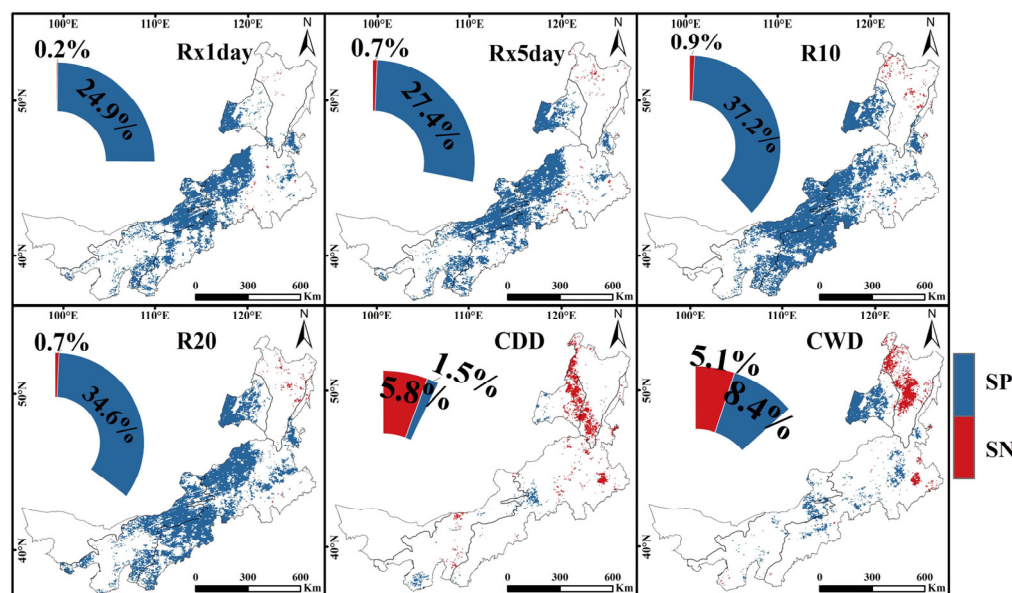 100°E 110°E 120°E N
0.2% Rx1day
24.9%
50°N
40°N
0 300 600
Km
100°E 110°E 120°E N
0.7% Rx5day
27.4%
0 300 600
Km
100°E 110°E 120°E N
0.9% R10
37.2%
0 300 600
Km
100°E 110°E 120°E N
0.7% R20
34.6%
50°N
40°N
0 300 600
Km
100°E 110°E 120°E N
CDD
1.5%
5.8%
0 300 600
Km
100°E 110°E 120°E N
5.1% CWD
8.4%
0 300 600
Km
50°N
40°N
50°N
40°N
50°N
40°N
50°N
40°N
SP
SN